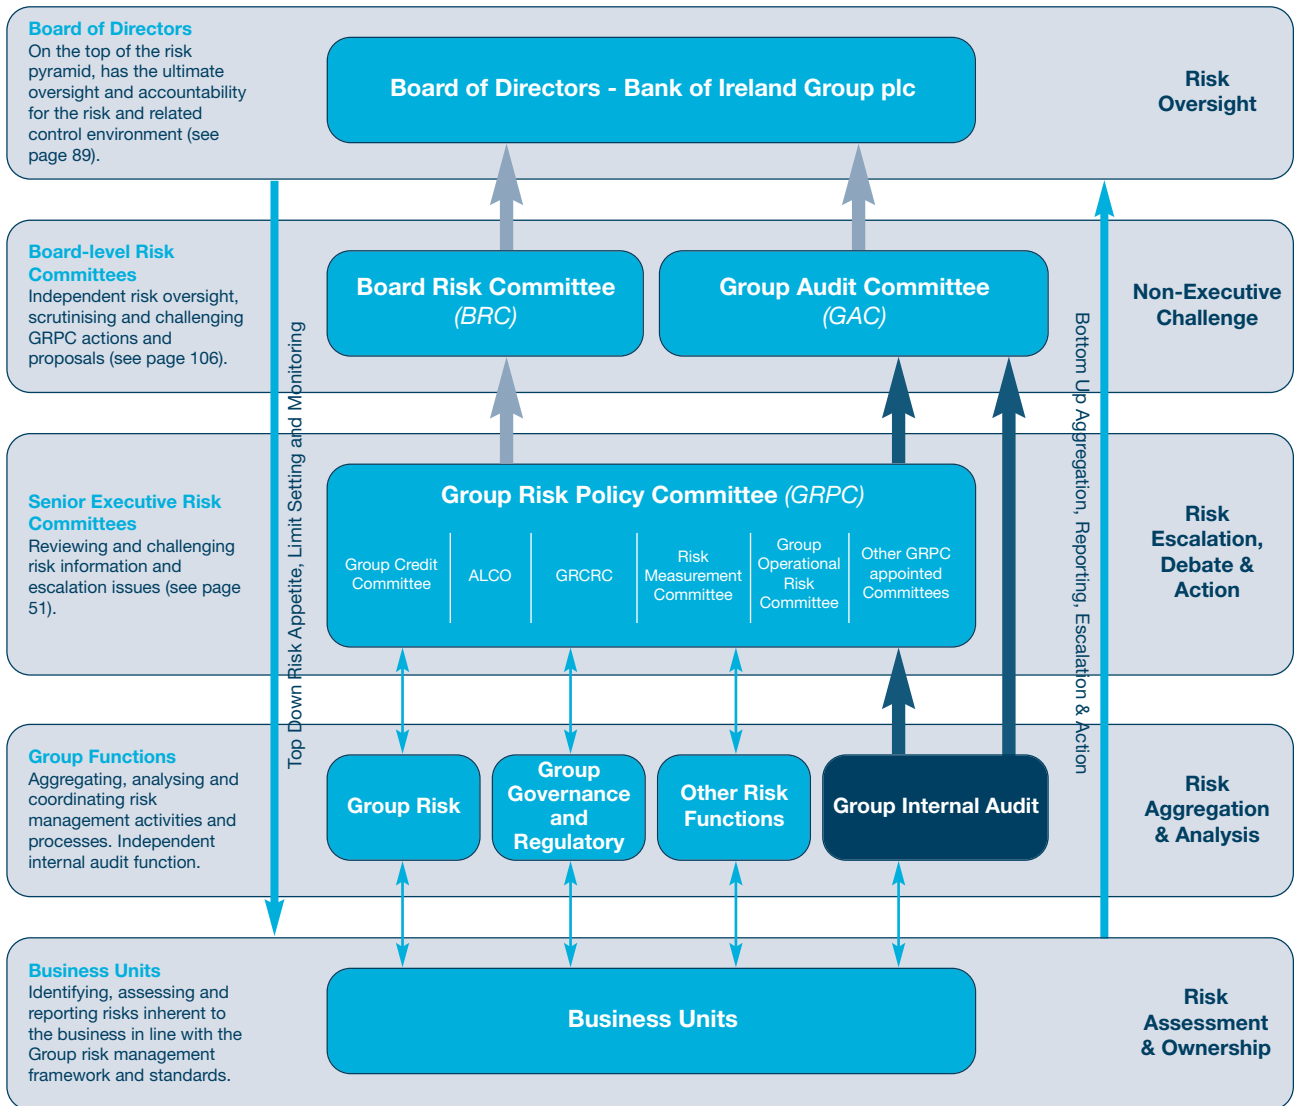 Board of Directors
On the top of the risk
pyramid, has the ultimate
oversight and accountability
for the risk and related
control environment (see
page 89).
Board of Directors - Bank of Ireland Group plc
Risk
Oversight
Board-level Risk
Committees
Independent risk oversight,
scrutinising and challenging
GRPC actions and
proposals (see page 106).
Board Risk Committee
(BRC)
Group Audit Committee
(GAC)
Non-Executive
Challenge
Top Down Risk Appetite, Limit Setting and Monitoring
Bottom Up Aggregation, Reporting, Escalation & Action
Senior Executive Risk
Committees
Reviewing and challenging
risk information and
escalation issues (see page
51).
Group Risk Policy Committee (GRPC)
Group Credit
Committee
ALCO
GRCRC
Risk
Measurement
Committee
Group
Operational
Risk
Committee
Other GRPC
appointed
Committees
Risk
Escalation,
Debate &
Action
Group Functions
Aggregating, analysing and
coordinating risk
management activities and
processes. Independent
internal audit function.
Group Risk
Group
Governance
and
Regulatory
Other Risk
Functions
Group Internal Audit
Risk
Aggregation
& Analysis
Business Units
Identifying, assessing and
reporting risks inherent to
the business in line with the
Group risk management
framework and standards.
Business Units
Risk
Assessment
& Ownership